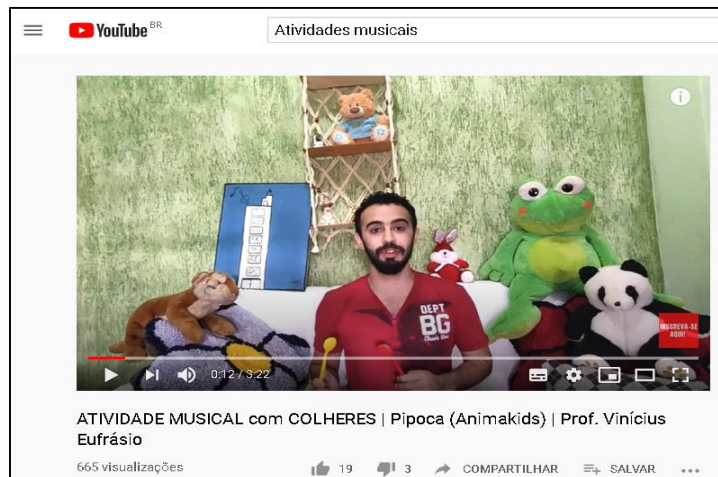 YouTube BR
Atividades musicais
DEPT
BG
INSCREVA-SE
AQUI!
0:12 / 3:22
ATIVIDADE MUSICAL com COLHERES | Pipoca (Animakids) | Prof. Vinícius
Eufrásio
665 visualizações 19 3 COMPARTILHAR SALVAR